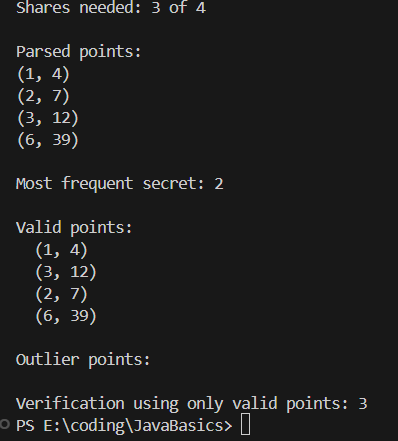 Shares needed: 3 of 4
Parsed points:
(1, 4)
(2, 7)
(3, 12)
(6, 39)
Most frequent secret: 2
Valid points:
(1, 4)
(3, 12)
(2, 7)
(6, 39)
Outlier points:
Verification using only valid points: 3
PS E:\coding\JavaBasics>